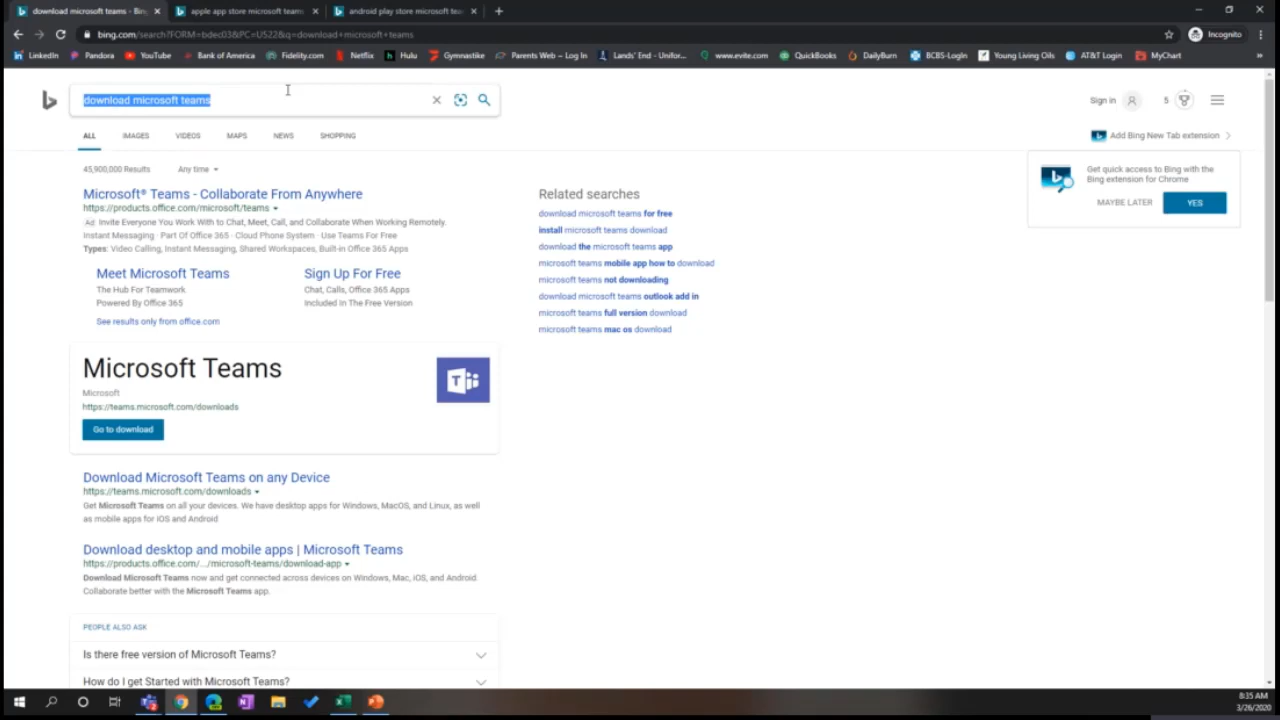 download microsoft teams - Bin
apple app store microsoft teams
android play store microsoft tea
bing.com/search?FORM=bdec03&PC=US22&q=download+microsoft+teams
Incognito
LinkedIn
Pandora
YouTube
Bank of America
Fidelity.com
Netflix
Hulu
Gymnastike
Parents Web – Log In
Lands' End - Unifor...
www.evite.com
QuickBooks
DailyBurn
BCBS-Login
Young Living Oils
AT&T Login
MyChart
download microsoft teams
Sign in
5
ALL
IMAGES
VIDEOS
MAPS
NEWS
SHOPPING
Add Bing New Tab extension
45,900,000 Results
Any time
Get quick access to Bing with the
Bing extension for Chrome
MAYBE LATER
YES
Microsoft® Teams - Collaborate From Anywhere
https://products.office.com/microsoft/teams
Ad Invite Everyone You Work With to Chat, Meet, Call, and Collaborate When Working Remotely.
Instant Messaging · Part Of Office 365 · Cloud Phone System · Use Teams For Free
Types: Video Calling, Instant Messaging, Shared Workspaces, Built-in Office 365 Apps
Meet Microsoft Teams
The Hub For Teamwork
Powered By Office 365
Sign Up For Free
Chat, Calls, Office 365 Apps
Included In The Free Version
See results only from office.com
Related searches
download microsoft teams for free
install microsoft teams download
download the microsoft teams app
microsoft teams mobile app how to download
microsoft teams not downloading
download microsoft teams outlook add in
microsoft teams full version download
microsoft teams mac os download
Microsoft Teams
Microsoft
https://teams.microsoft.com/downloads
Go to download
T
Download Microsoft Teams on any Device
https://teams.microsoft.com/downloads
Get Microsoft Teams on all your devices. We have desktop apps for Windows, MacOS, and Linux, as well
as mobile apps for iOS and Android
Download desktop and mobile apps | Microsoft Teams
https://products.office.com/.../microsoft-teams/download-app
Download Microsoft Teams now and get connected across devices on Windows, Mac, iOS, and Android
Collaborate better with the Microsoft Teams app.
PEOPLE ALSO ASK
Is there free version of Microsoft Teams?
How do I get Started with Microsoft Teams?
8:35 AM
3/26/2020